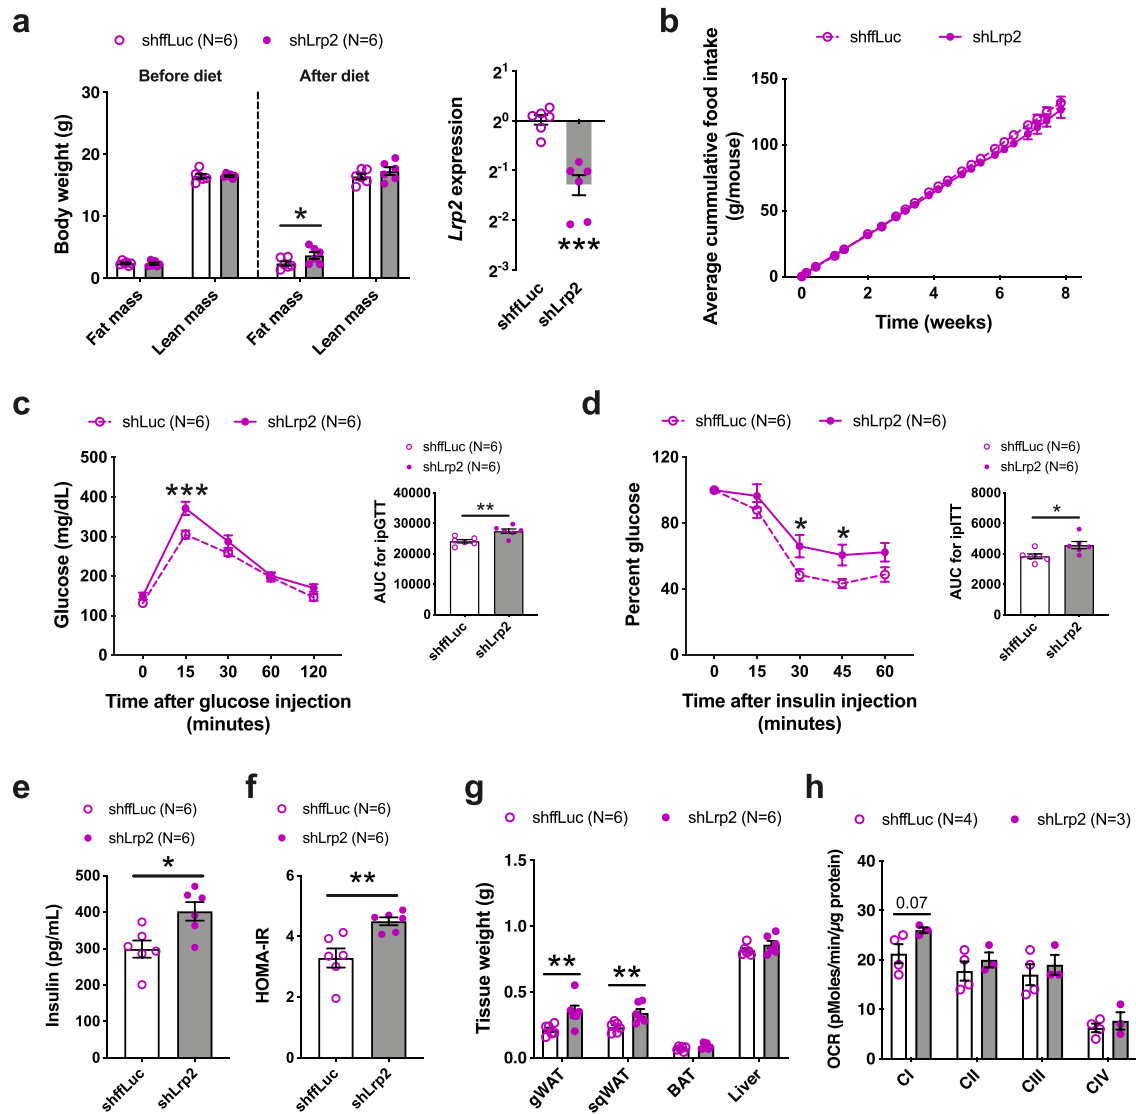 a
shffLuc (N=6) shLrp2 (N=6)
Before diet After diet
Body weight (g)
30
20
10
0
*
Fat mass Lean mass Fat mass Lean mass
Lrp2 expression
2^1
2^0
2^-1
2^-2
2^-3
***
shffLuc shLrp2
b
shffLuc shLrp2
Average cummulative food intake
(g/mouse)
150
100
50
0
0 2 4 6 8
Time (weeks)
c
shLuc (N=6) shLrp2 (N=6)
Glucose (mg/dL)
500
400
300
200
100
0
***
0 15 30 60 120
Time after glucose injection
(minutes)
shffLuc (N=6)
shLrp2 (N=6)
AUC for ipGTT
40000
30000
20000
10000
0
**
shffLuc shLrp2
d
shffLuc (N=6) shLrp2 (N=6)
Percent glucose
120
80
40
0
* *
0 15 30 45 60
Time after insulin injection
(minutes)
shffLuc (N=6)
shLrp2 (N=6)
AUC for ipITT
8000
6000
4000
2000
0
*
shffLuc shLrp2
e
shffLuc (N=6)
shLrp2 (N=6)
Insulin (pg/mL)
500
400
300
200
100
0
*
shffLuc shLrp2
f
shffLuc (N=6)
shLrp2 (N=6)
HOMA-IR
6
4
2
0
**
shffLuc shLrp2
g
shffLuc (N=6) shLrp2 (N=6)
Tissue weight (g)
1.5
1.0
0.5
0.0
** **
gWAT sqWAT BAT Liver
h
shffLuc (N=4) shLrp2 (N=3)
OCR (pMoles/min/µg protein)
40
30
20
10
0
0.07
CI CII CIII CIV